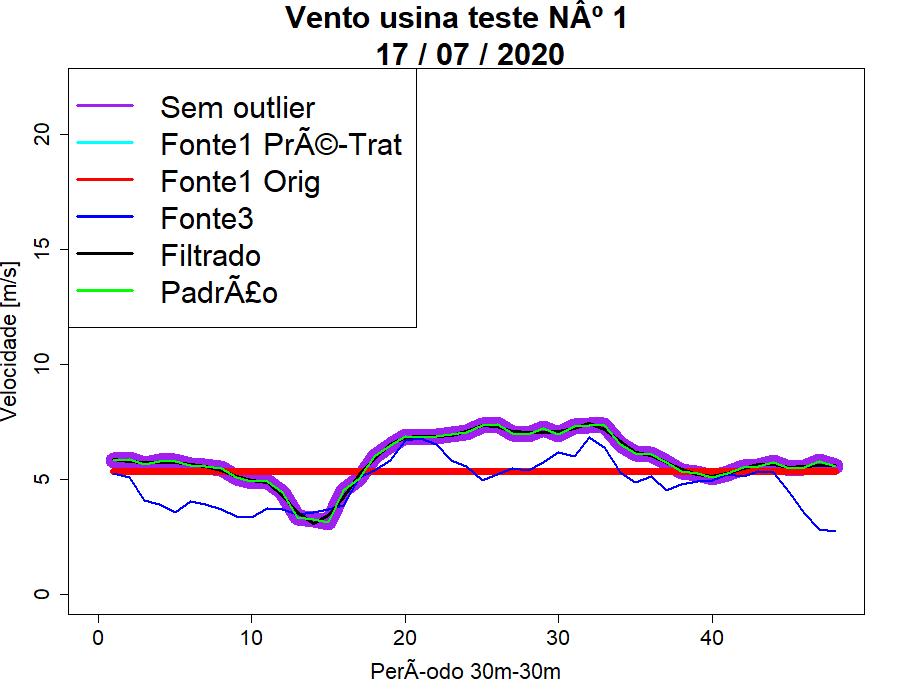 Vento usina teste NÂº 1
17 / 07 / 2020
Sem outlier
Fonte1 PrÃ©-Trat
Fonte1 Orig
Fonte3
Filtrado
PadrÃ£o
Velocidade [m/s]
20
15
10
5
0
0 10 20 30 40
PerÃ-odo 30m-30m